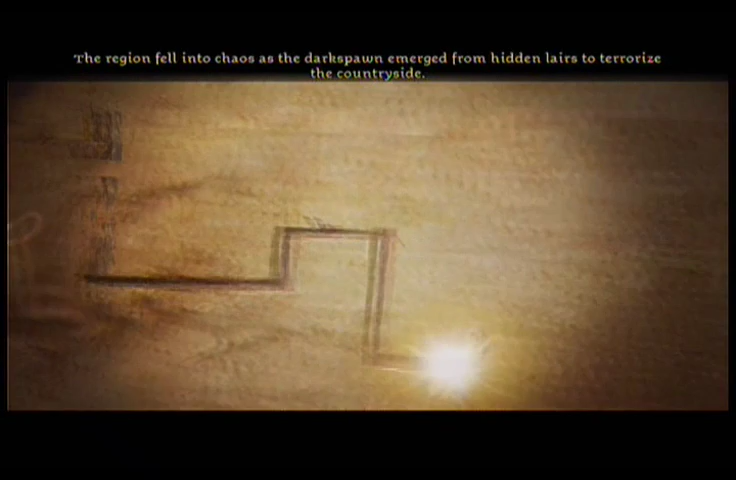 The region fell into chaos as the darkspawn emerged from hidden lairs to terrorize
the countryside.